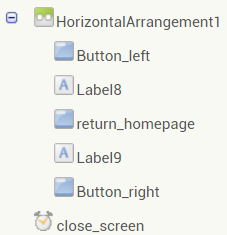 HorizontalArrangement1
Button_left
Label8
return_homepage
Label9
Button_right
close_screen